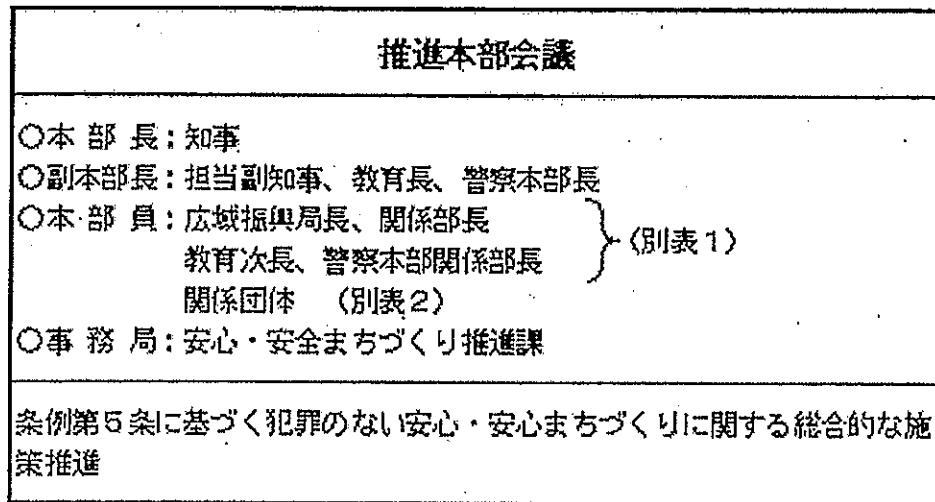 推進本部会議
○本 部 長：知事
○副本部長：担当副知事、教育長、警察本部長
○本 部 員：広域振興局長、関係部長
教育次長、警察本部関係部長
（別表１）
関係団体　（別表２）
○事 務 局：安心・安全まちづくり推進課
条例第５条に基づく犯罪のない安心・安心まちづくりに関する総合的な施
策推進